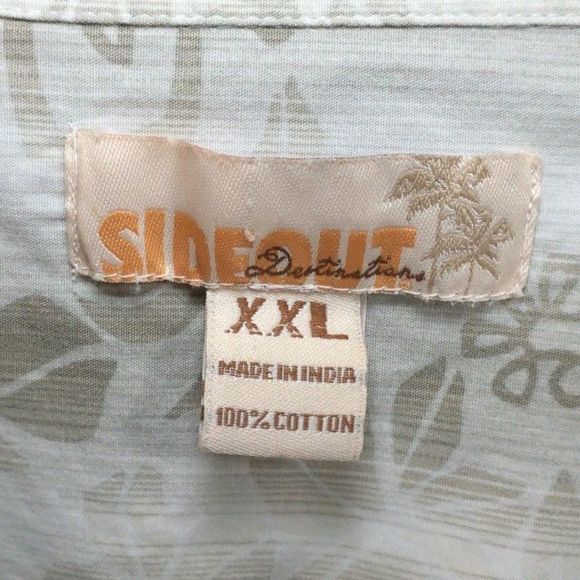 SIDEOUT
Destinations
XXL
MADE IN INDIA
100% COTTON